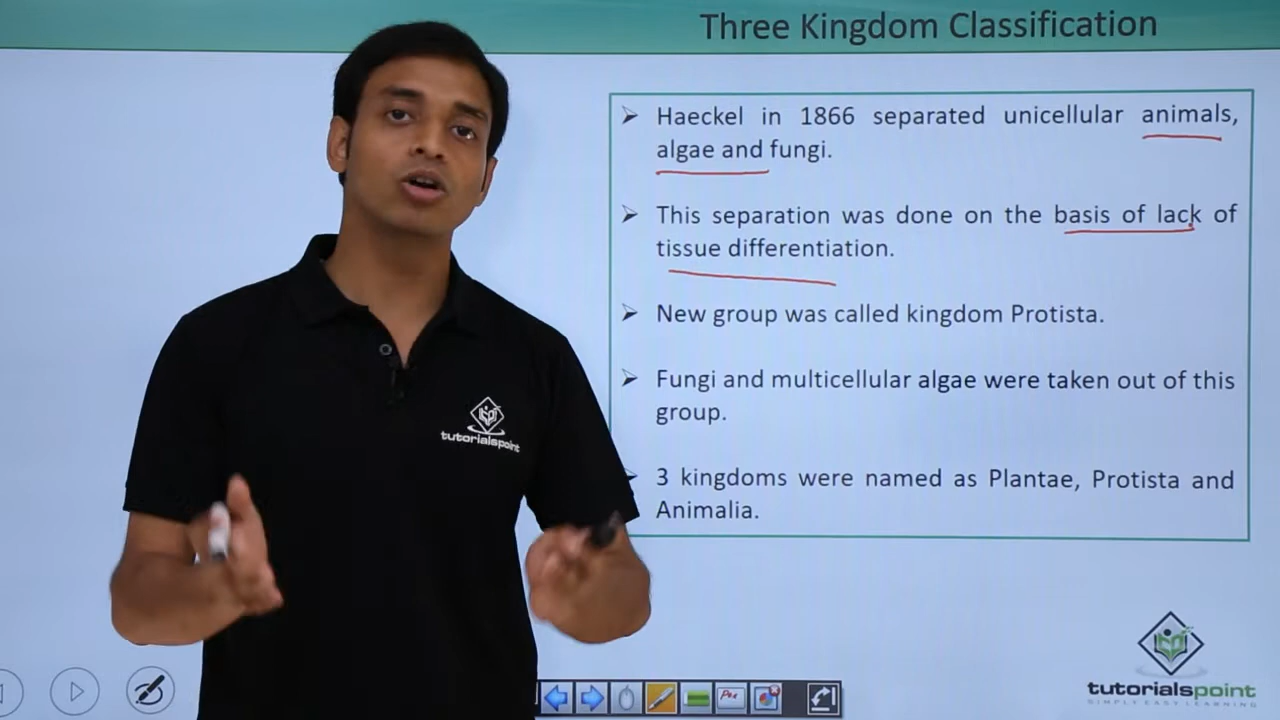 Three Kingdom Classification
Haeckel in 1866 separated unicellular animals,
algae and fungi.
This separation was done on the basis of lack of
tissue differentiation.
New group was called kingdom Protista.
Fungi and multicellular algae were taken out of this
group.
3 kingdoms were named as Plantae, Protista and
Animalia.
tutorialspoint
Pen
tutorialspoint
SIMPLY EASY LEARNING